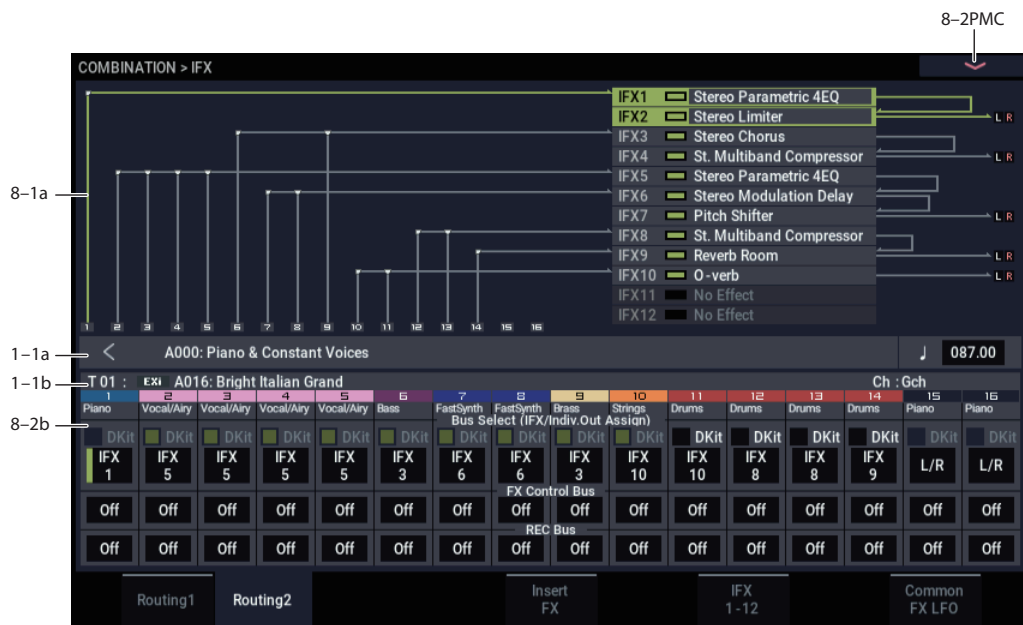 8–2PMC
COMBINATION > IFX
IFX1 Stereo Parametric 4EQ
IFX2 Stereo Limiter L R
IFX3 Stereo Chorus
IFX4 St. Multiband Compressor L R
8–1a
IFX5 Stereo Parametric 4EQ
IFX6 Stereo Modulation Delay
IFX7 Pitch Shifter L R
IFX8 St. Multiband Compressor
IFX9 Reverb Room L R
IFX10 O-verb L R
IFX11 No Effect
IFX12 No Effect
1 2 3 4 5 6 7 8 9 10 11 12 13 14 15 16
1–1a
A000: Piano & Constant Voices ♩ 087.00
1–1b
T 01 : EXi A016: Bright Italian Grand Ch : Gch
1 2 3 4 5 6 7 8 9 10 11 12 13 14 15 16
Piano Vocal/Airy Vocal/Airy Vocal/Airy Vocal/Airy Bass FastSynth FastSynth Brass Strings Drums Drums Drums Drums Piano Piano
8–2b
Bus Select (IFX/Indiv.Out Assign)
DKit DKit DKit DKit DKit DKit DKit DKit DKit DKit DKit DKit DKit DKit DKit DKit
IFX IFX IFX IFX IFX IFX IFX IFX IFX IFX IFX IFX IFX IFX L/R L/R
1 5 5 5 5 3 6 6 3 10 10 8 8 9
FX Control Bus
Off Off Off Off Off Off Off Off Off Off Off Off Off Off Off Off
REC Bus
Off Off Off Off Off Off Off Off Off Off Off Off Off Off Off Off
Routing1 Routing2 Insert FX IFX 1-12 Common FX LFO